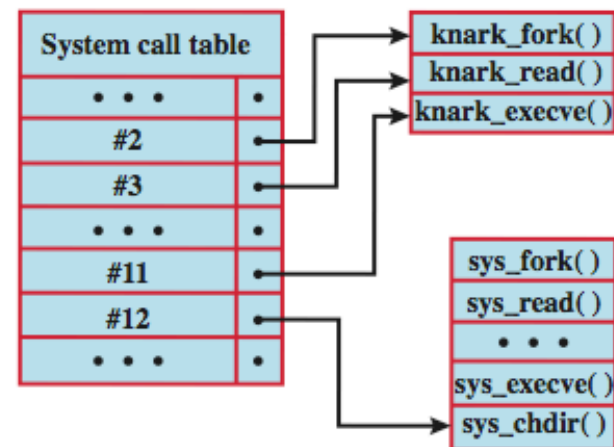 System call table
• • • •
#2 •
#3 •
• • • •
#11 •
#12 •
• • • •
knark_fork( )
knark_read( )
knark_execve( )
sys_fork( )
sys_read( )
• • •
sys_execve( )
sys_chdir( )